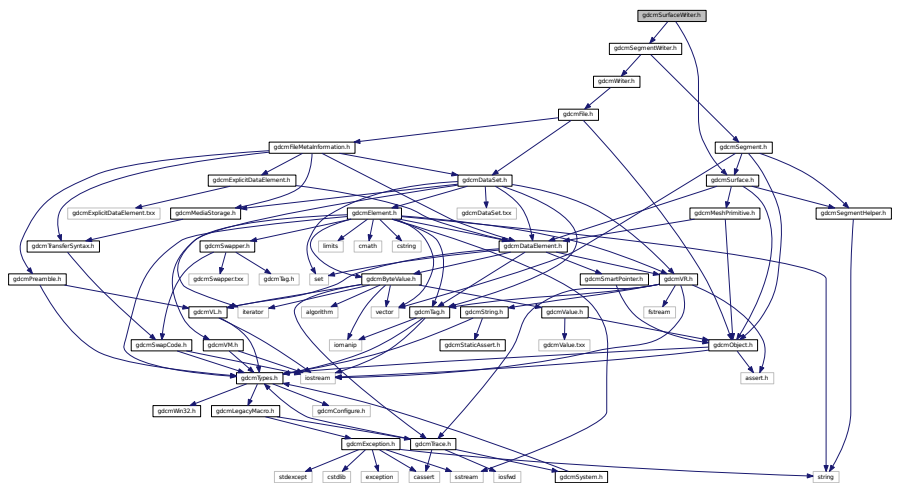 gdcmSurfaceWriter.h
gdcmSegmentWriter.h
gdcmWriter.h
gdcmFile.h
gdcmFileMetaInformation.h
gdcmSegment.h
gdcmExplicitDataElement.h
gdcmDataSet.h
gdcmSurface.h
gdcmExplicitDataElement.txx
gdcmMediaStorage.h
gdcmElement.h
gdcmDataSet.txx
gdcmMeshPrimitive.h
gdcmSegmentHelper.h
gdcmTransferSyntax.h
gdcmSwapper.h
limits
cmath
cstring
gdcmDataElement.h
gdcmPreamble.h
gdcmSwapper.txx
gdcmTag.h
set
gdcmByteValue.h
gdcmSmartPointer.h
gdcmVR.h
gdcmVL.h
iterator
algorithm
vector
gdcmTag.h
gdcmString.h
gdcmValue.h
fstream
gdcmSwapCode.h
gdcmVM.h
iomanip
gdcmStaticAssert.h
gdcmValue.txx
gdcmObject.h
gdcmTypes.h
iostream
assert.h
gdcmWin32.h
gdcmLegacyMacro.h
gdcmConfigure.h
gdcmException.h
gdcmTrace.h
stdexcept
cstdlib
exception
cassert
sstream
iosfwd
gdcmSystem.h
string